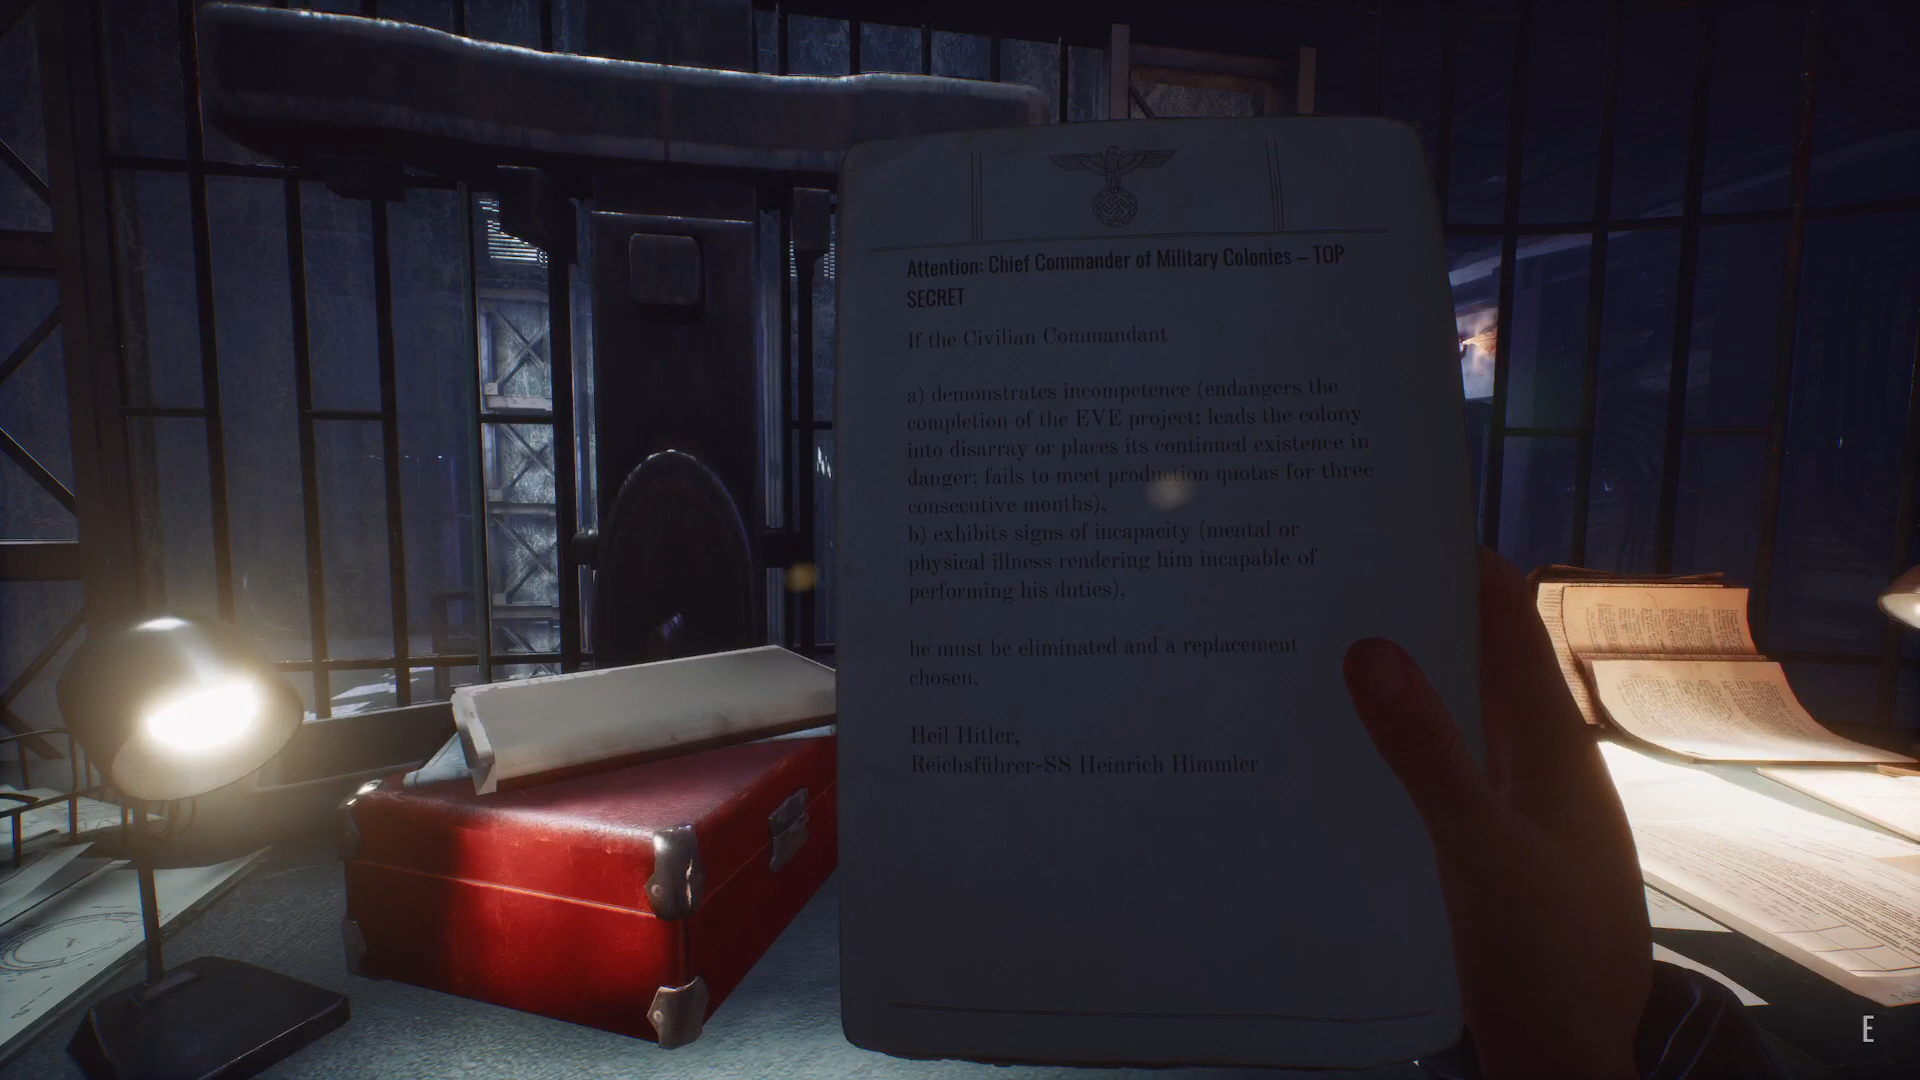 Attention: Chief Commander of Military Colonies – TOP
SECRET
If the Civilian Commandant
a) demonstrates incompetence (endangers the
completion of the EVE project; leads the colony
into disarray or places its continued existence in
danger; fails to meet production quotas for three
consecutive months),
b) exhibits signs of incapacity (mental or
physical illness rendering him incapable of
performing his duties),
he must be eliminated and a replacement
chosen.
Heil Hitler,
Reichsführer-SS Heinrich Himmler
E